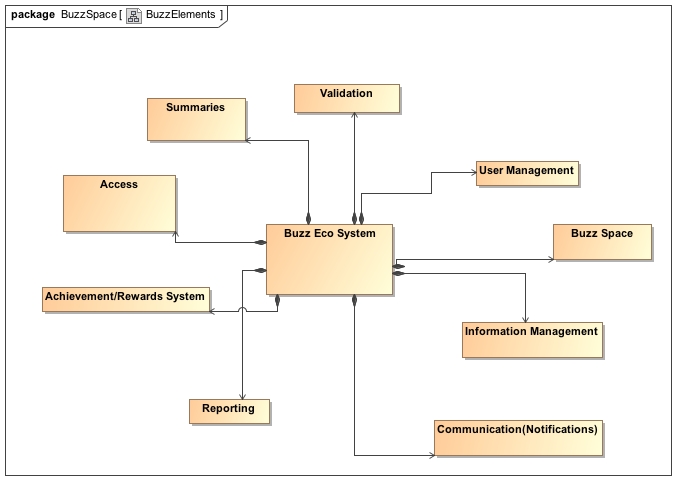 package BuzzSpace [ BuzzElements ]
Validation
Summaries
User Management
Access
Buzz Eco System
Buzz Space
Achievement/Rewards System
Information Management
Reporting
Communication(Notifications)